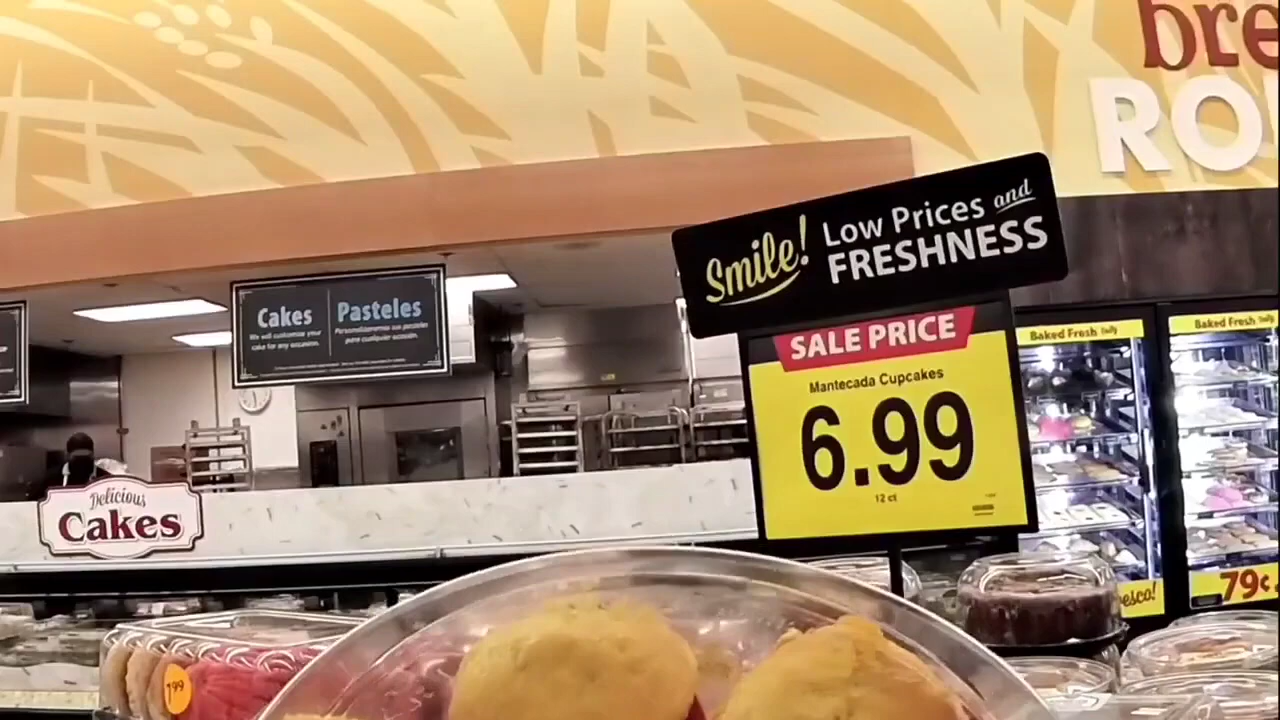 bre
RO
Smile!
Low Prices and
FRESHNESS
SALE PRICE
Mantecada Cupcakes
6.99
12 ct
Cakes
We will customize your
cake for any occasion.
Pasteles
Personalizaremos sus pasteles
para cualquier ocasión.
Baked Fresh Daily
Baked Fresh Daily
Delicious
Cakes
esco!
79¢
1.99